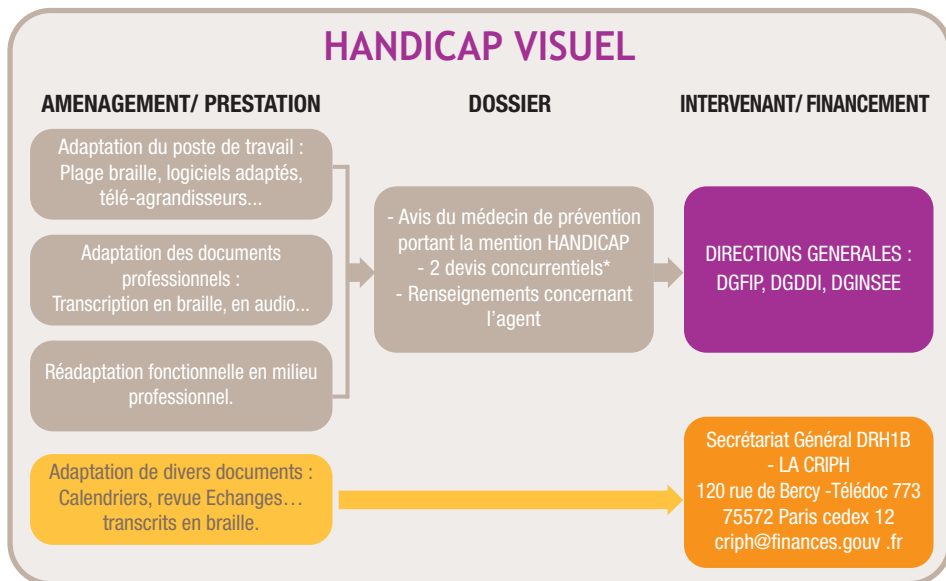 HANDICAP VISUEL
AMENAGEMENT/ PRESTATION
Adaptation du poste de travail :
Plage braille, logiciels adaptés,
télé-agrandisseurs...
Adaptation des documents
professionnels :
Transcription en braille, en audio...
Réadaptation fonctionnelle en milieu
professionnel.
Adaptation de divers documents :
Calendriers, revue Echanges…
transcrits en braille.
DOSSIER
- Avis du médecin de prévention
portant la mention HANDICAP
- 2 devis concurrentiels*
- Renseignements concernant
l'agent
INTERVENANT/ FINANCEMENT
DIRECTIONS GENERALES :
DGFIP, DGDDI, DGINSEE
Secrétariat Général DRH1B
- LA CRIPH
120 rue de Bercy -Télédoc 773
75572 Paris cedex 12
criph@finances.gouv .fr